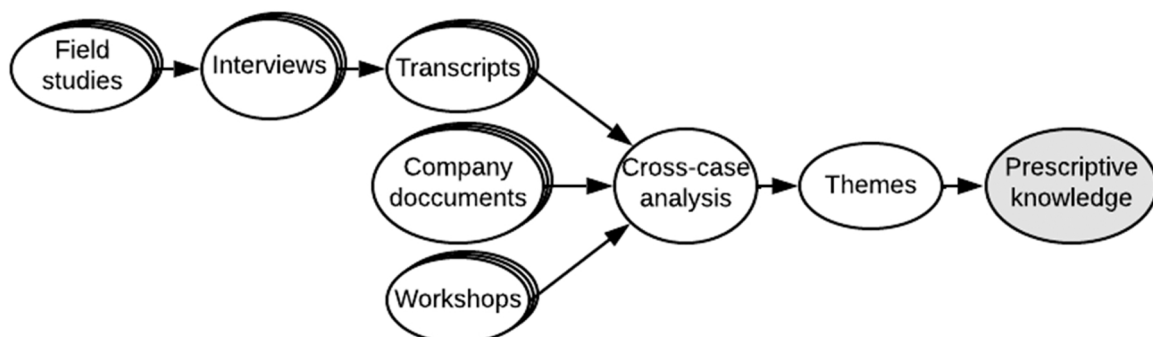 Field
studies
Interviews
Transcripts
Company
doccuments
Workshops
Cross-case
analysis
Themes
Prescriptive
knowledge